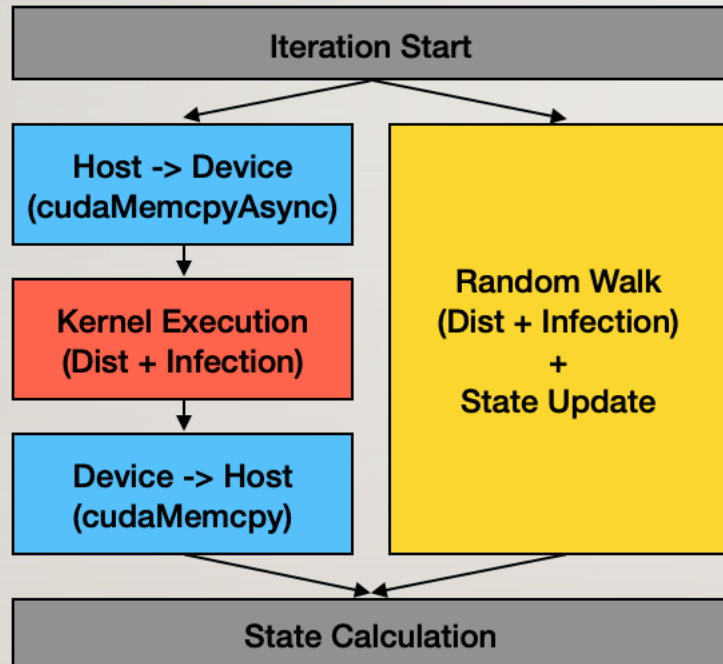 Iteration Start
Host -> Device
(cudaMemcpyAsync)
Kernel Execution
(Dist + Infection)
Device -> Host
(cudaMemcpy)
Random Walk
(Dist + Infection)
+
State Update
State Calculation